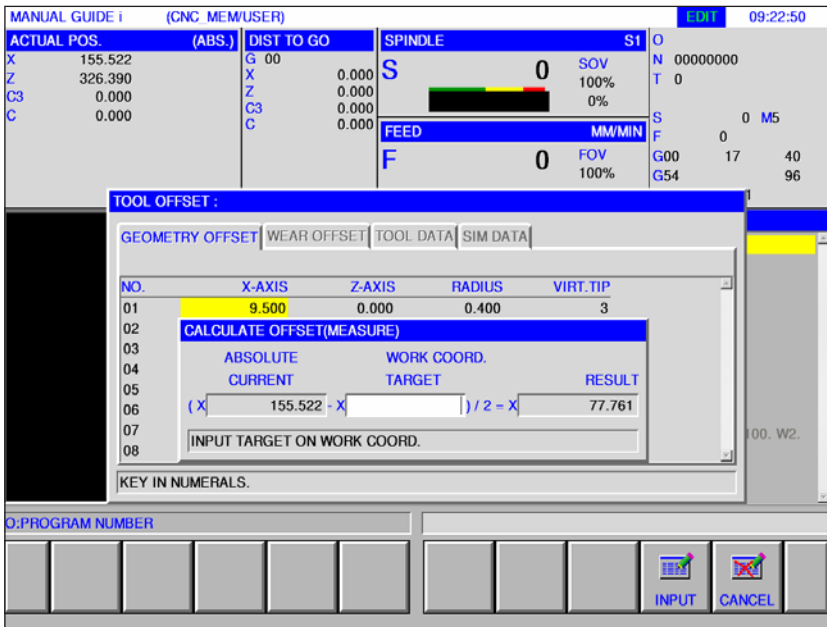 MANUAL GUIDE i (CNC_MEM/USER) EDIT 09:22:50
ACTUAL POS. (ABS.)
X 155.522
Z 326.390
C3 0.000
C 0.000
DIST TO GO
G 00
X 0.000
Z 0.000
C3 0.000
C 0.000
SPINDLE S1
S 0
SOV
100%
0%
FEED MM/MIN
F 0
FOV
100%
O
N 00000000
T 0
S 0 M5
F 0
G00 17 40
G54 96
1
TOOL OFFSET :
GEOMETRY OFFSET WEAR OFFSET TOOL DATA SIM DATA
NO. X-AXIS Z-AXIS RADIUS VIRT.TIP
01 9.500 0.000 0.400 3
02
03
04
05
06
07
08
CALCULATE OFFSET(MEASURE)
ABSOLUTE WORK COORD.
CURRENT TARGET RESULT
( X 155.522 - X ) / 2 = X 77.761
INPUT TARGET ON WORK COORD.
100. W2.
KEY IN NUMERALS.
O:PROGRAM NUMBER
INPUT CANCEL